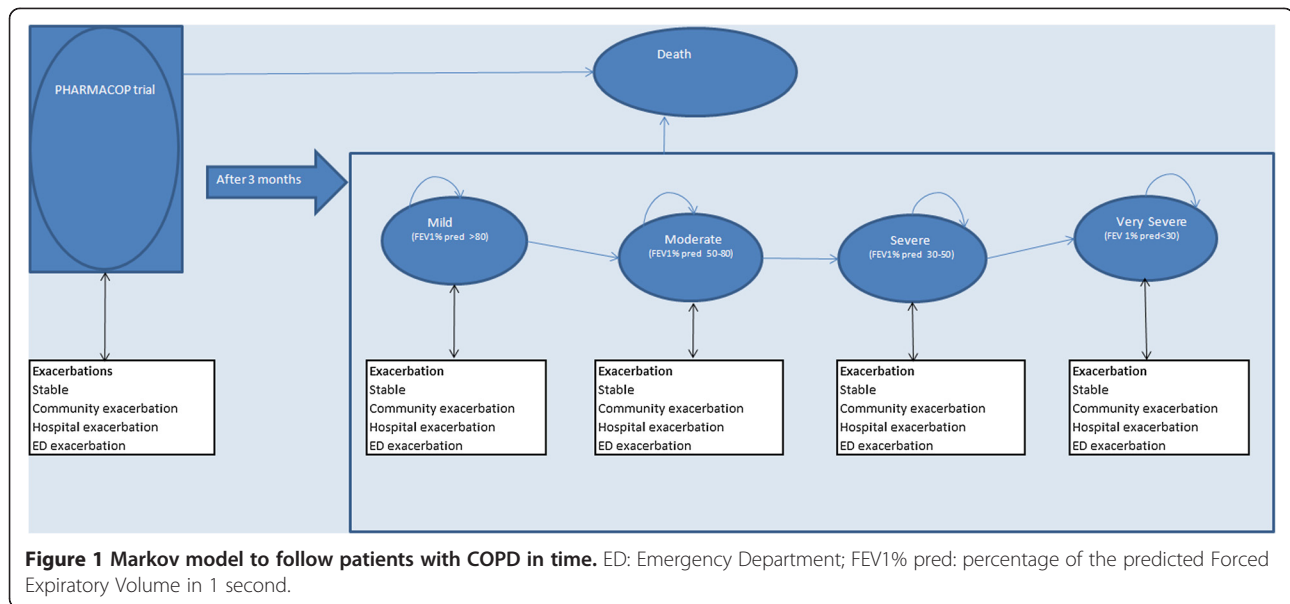 Death
PHARMACOP trial
After 3 months
Mild
(FEV1% pred >80)
Moderate
(FEV1% pred 50-80)
Severe
(FEV1% pred 30-50)
Very Severe
(FEV 1% pred<30)
Exacerbations
Stable
Community exacerbation
Hospital exacerbation
ED exacerbation
Exacerbation
Stable
Community exacerbation
Hospital exacerbation
ED exacerbation
Exacerbation
Stable
Community exacerbation
Hospital exacerbation
ED exacerbation
Exacerbation
Stable
Community exacerbation
Hospital exacerbation
ED exacerbation
Exacerbation
Stable
Community exacerbation
Hospital exacerbation
ED exacerbation
Figure 1 Markov model to follow patients with COPD in time. ED: Emergency Department; FEV1% pred: percentage of the predicted Forced
Expiratory Volume in 1 second.